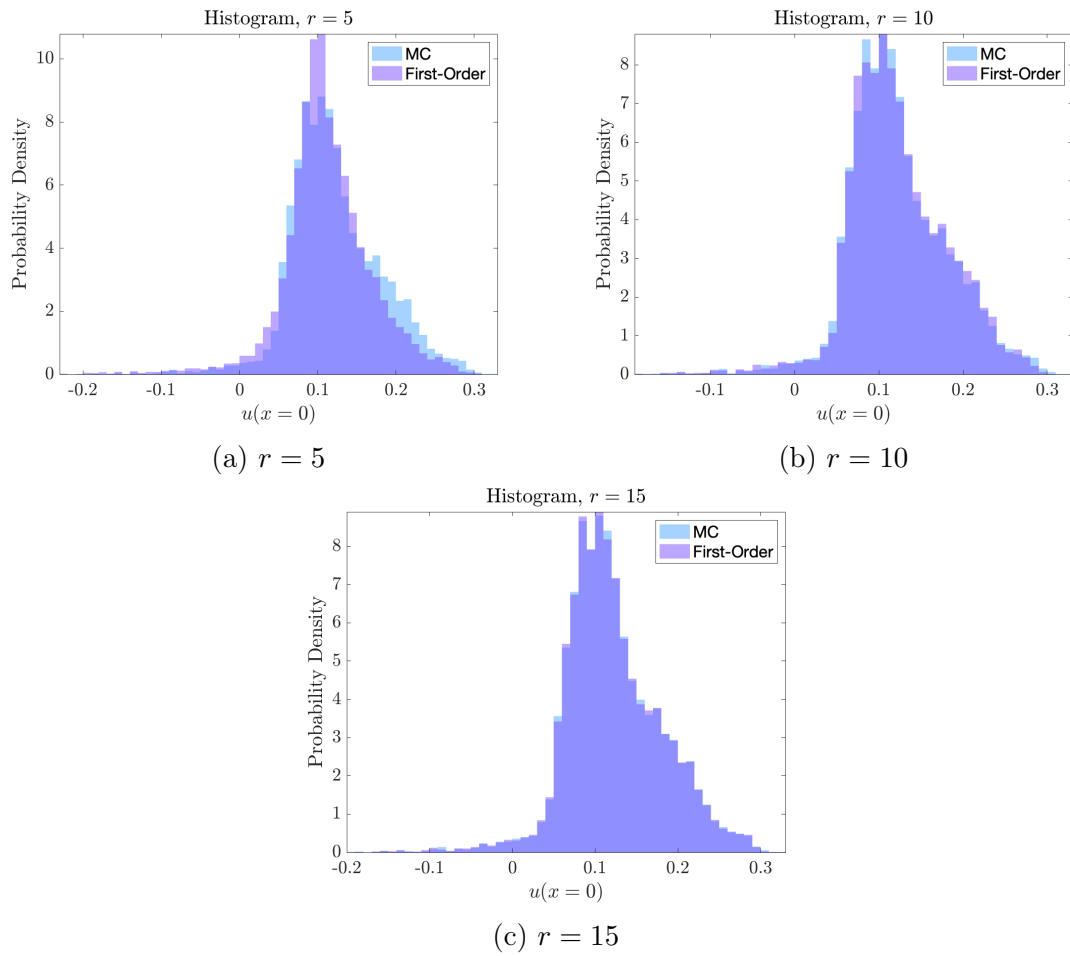 Histogram, r = 5
MC
First-Order
10
8
6
4
2
0
Probability Density
-0.2 -0.1 0 0.1 0.2 0.3
u(x = 0)
(a) r = 5
Histogram, r = 10
MC
First-Order
8
7
6
5
4
3
2
1
0
Probability Density
-0.1 0 0.1 0.2 0.3
u(x = 0)
(b) r = 10
Histogram, r = 15
MC
First-Order
8
7
6
5
4
3
2
1
0
Probability Density
-0.2 -0.1 0 0.1 0.2 0.3
u(x = 0)
(c) r = 15